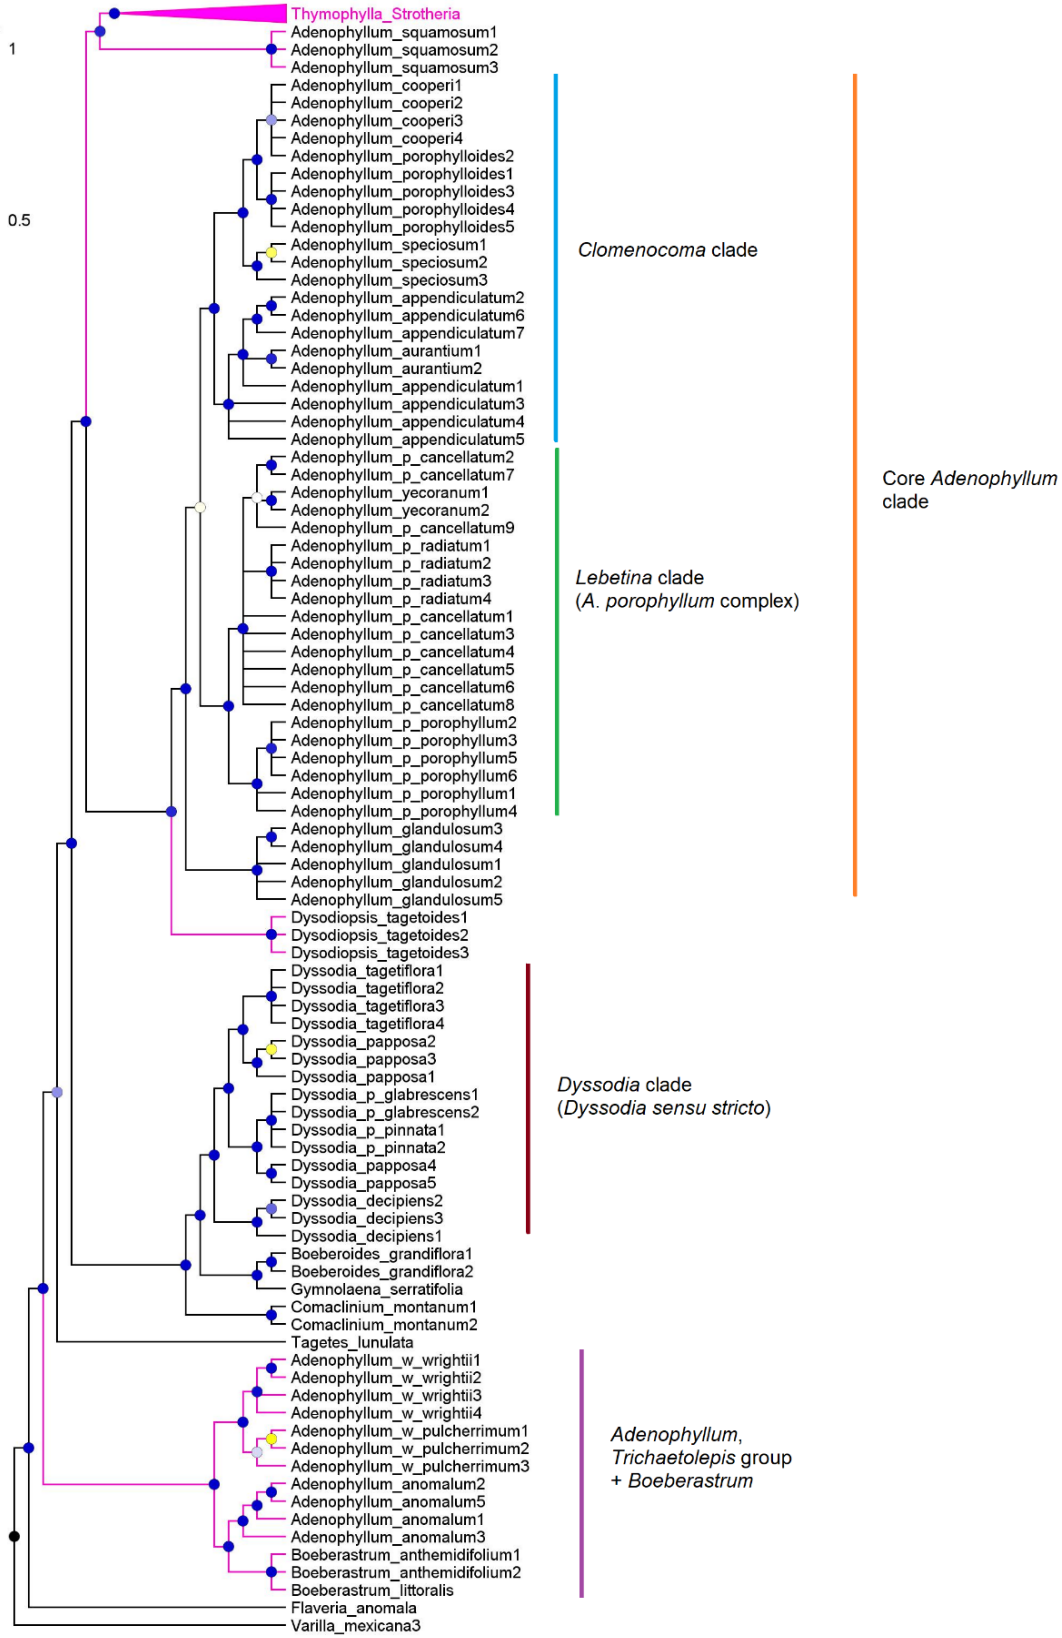 Thymophylla_Strotheria
Adenophyllum_squamosum1
1
Adenophyllum_squamosum2
Adenophyllum_squamosum3
Adenophyllum_cooperi1
Adenophyllum_cooperi2
Adenophyllum_cooperi3
Adenophyllum_cooperi4
Adenophyllum_porophylloides2
Adenophyllum_porophylloides1
Adenophyllum_porophylloides3
Adenophyllum_porophylloides4
0.5
Adenophyllum_porophylloides5
Adenophyllum_speciosum1
Clomenocoma clade
Adenophyllum_speciosum2
Adenophyllum_speciosum3
Adenophyllum_appendiculatum2
Adenophyllum_appendiculatum6
Adenophyllum_appendiculatum7
Adenophyllum_aurantium1
Adenophyllum_aurantium2
Adenophyllum_appendiculatum1
Adenophyllum_appendiculatum3
Adenophyllum_appendiculatum4
Adenophyllum_appendiculatum5
Adenophyllum_p_cancellatum2
Adenophyllum_p_cancellatum7
Core Adenophyllum
clade
Adenophyllum_yecoranum1
Adenophyllum_yecoranum2
Adenophyllum_p_cancellatum9
Adenophyllum_p_radiatum1
Adenophyllum_p_radiatum2
Adenophyllum_p_radiatum3
Adenophyllum_p_radiatum4
Lebetina clade
(A. porophyllum complex)
Adenophyllum_p_cancellatum1
Adenophyllum_p_cancellatum3
Adenophyllum_p_cancellatum4
Adenophyllum_p_cancellatum5
Adenophyllum_p_cancellatum6
Adenophyllum_p_cancellatum8
Adenophyllum_p_porophyllum2
Adenophyllum_p_porophyllum3
Adenophyllum_p_porophyllum5
Adenophyllum_p_porophyllum6
Adenophyllum_p_porophyllum1
Adenophyllum_p_porophyllum4
Adenophyllum_glandulosum3
Adenophyllum_glandulosum4
Adenophyllum_glandulosum1
Adenophyllum_glandulosum2
Adenophyllum_glandulosum5
Dysodiopsis_tagetoides1
Dysodiopsis_tagetoides2
Dysodiopsis_tagetoides3
Dyssodia_tagetiflora1
Dyssodia_tagetiflora2
Dyssodia_tagetiflora3
Dyssodia_tagetiflora4
Dyssodia_papposa2
Dyssodia_papposa3
Dyssodia_papposa1
Dyssodia clade
(Dyssodia sensu stricto)
Dyssodia_p_glabrescens1
Dyssodia_p_glabrescens2
Dyssodia_p_pinnata1
Dyssodia_p_pinnata2
Dyssodia_papposa4
Dyssodia_papposa5
Dyssodia_decipiens2
Dyssodia_decipiens3
Dyssodia_decipiens1
Boeberoides_grandiflora1
Boeberoides_grandiflora2
Gymnolaena_serratifolia
Comaclinium_montanum1
Comaclinium_montanum2
Tagetes_lunulata
Adenophyllum_w_wrightii1
Adenophyllum_w_wrightii2
Adenophyllum_w_wrightii3
Adenophyllum_w_wrightii4
Adenophyllum_w_pulcherrimum1
Adenophyllum_w_pulcherrimum2
Adenophyllum_w_pulcherrimum3
Adenophyllum,
Trichaetolepis group
+ Boeberastrum
Adenophyllum_anomalum2
Adenophyllum_anomalum5
Adenophyllum_anomalum1
Adenophyllum_anomalum3
Boeberastrum_anthemidifolium1
Boeberastrum_anthemidifolium2
Boeberastrum_littoralis
Flaveria_anomala
Varilla_mexicana3